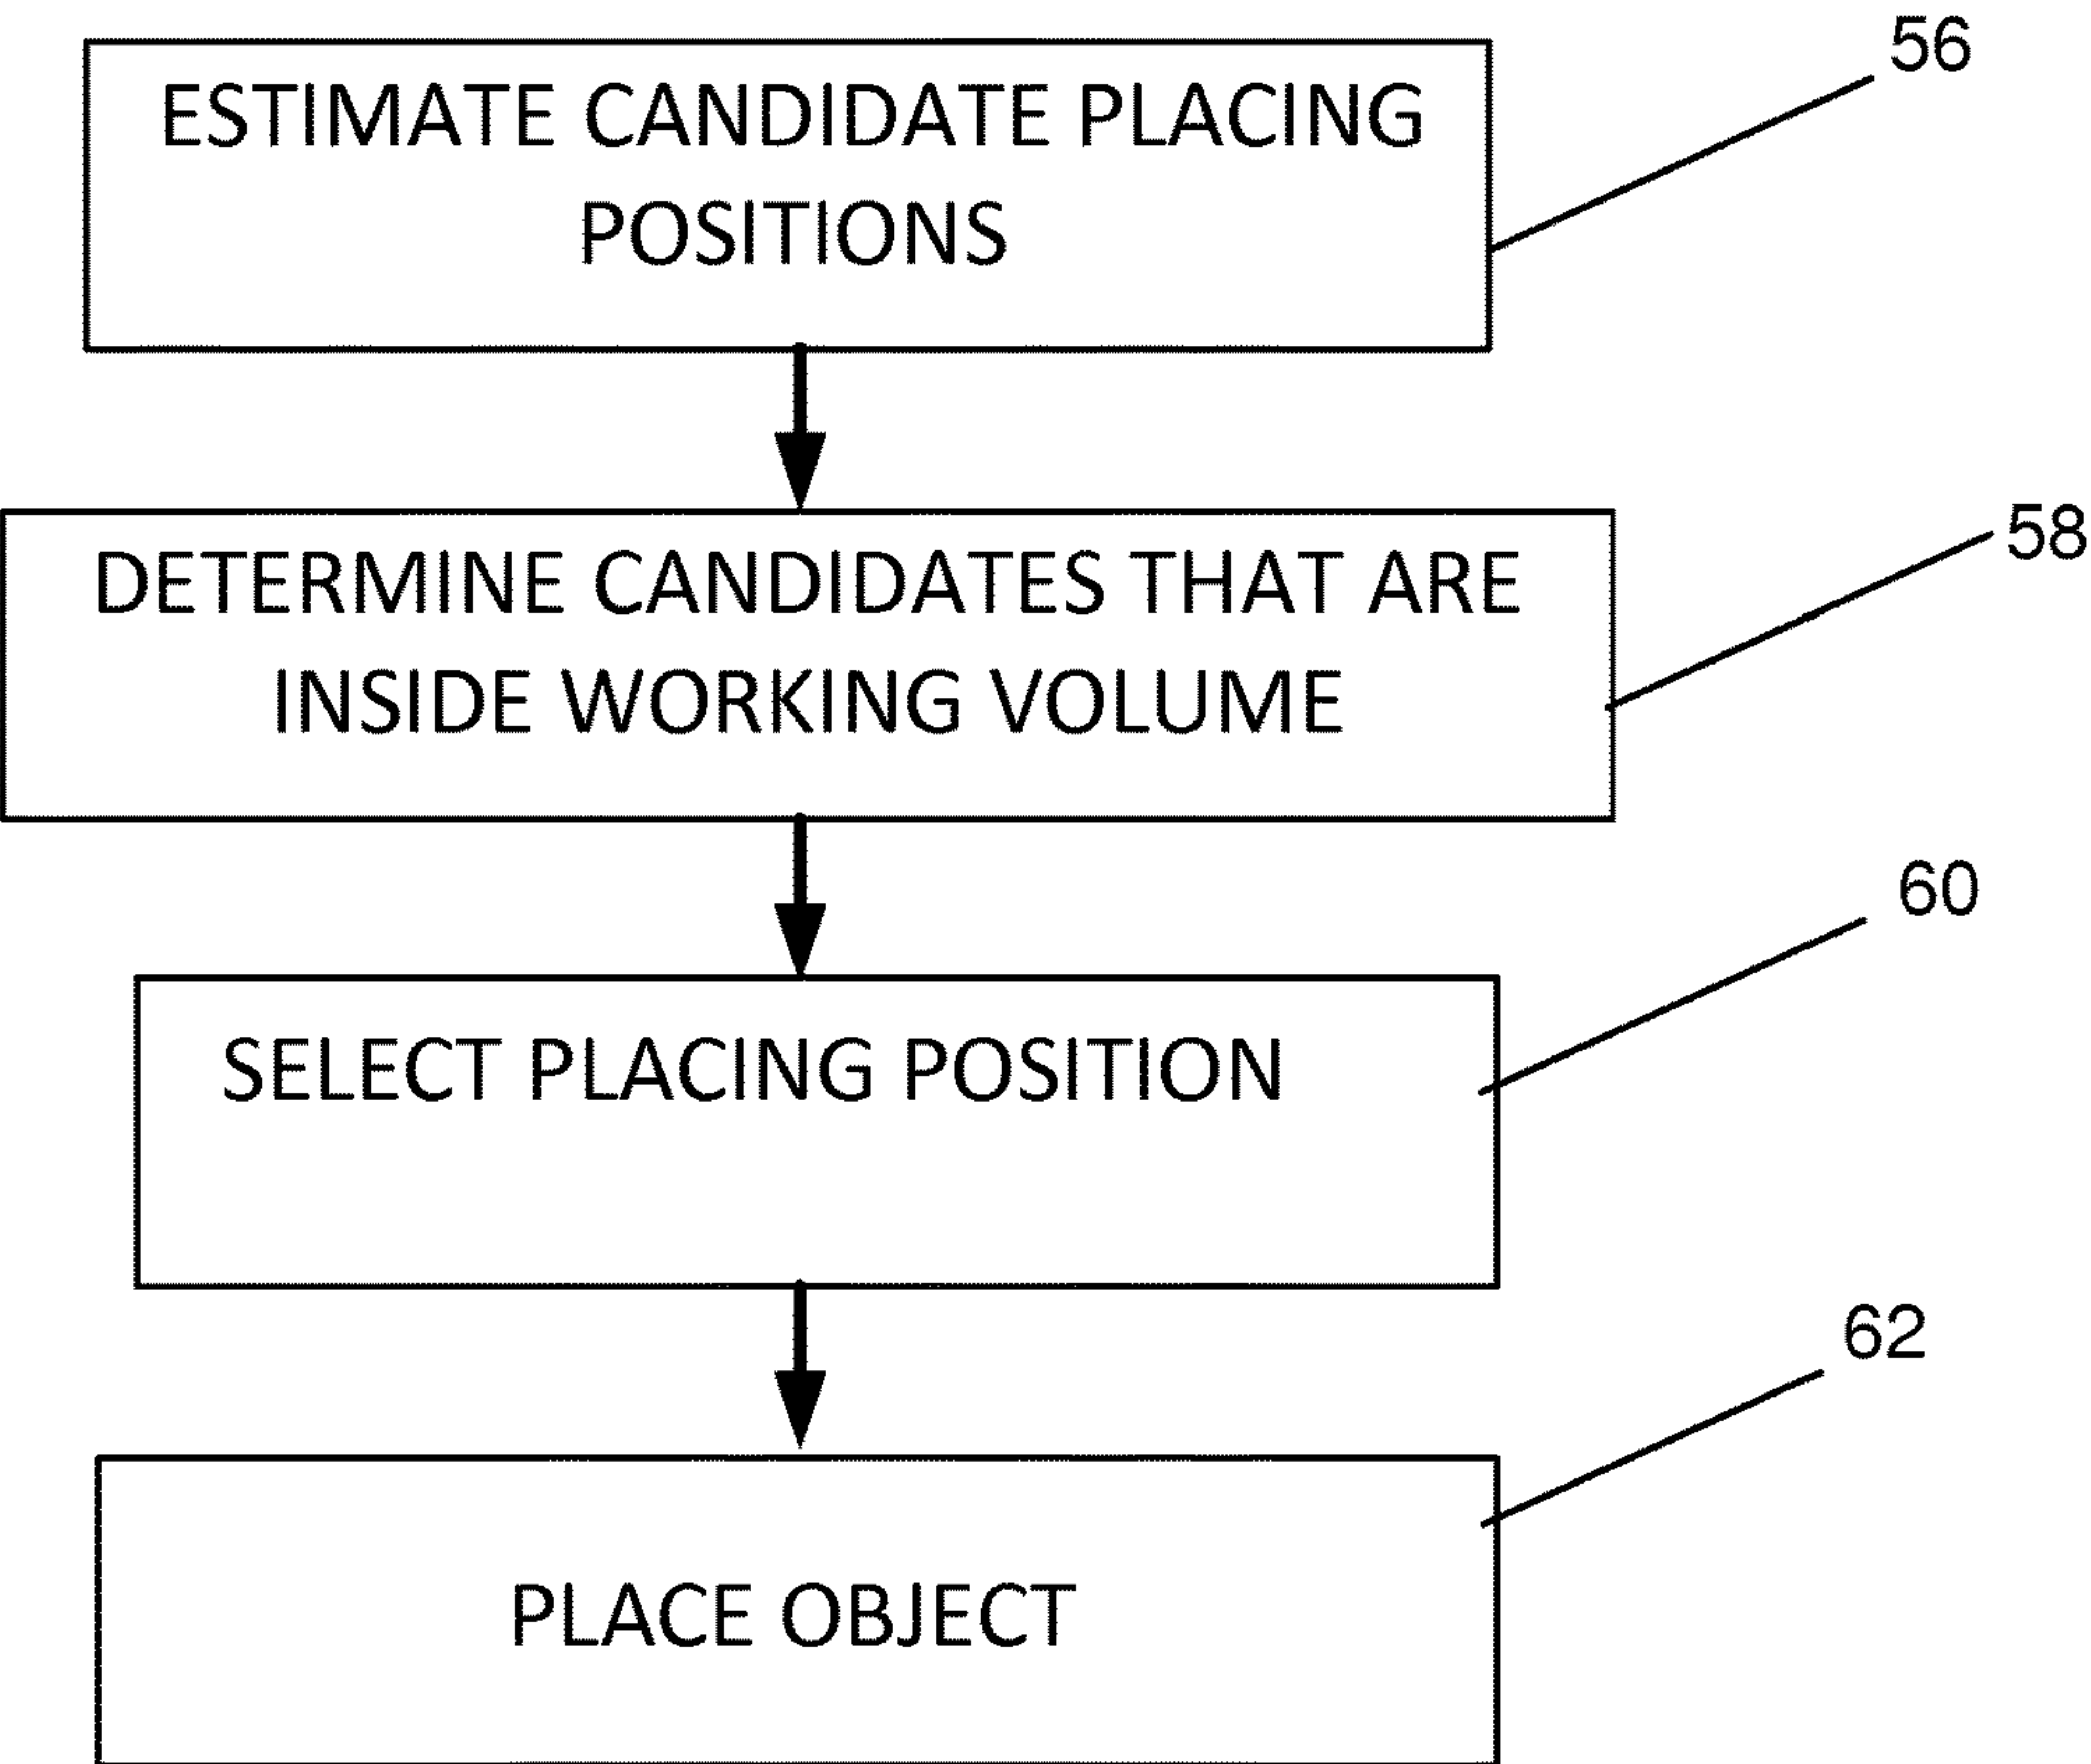 56
ESTIMATE CANDIDATE PLACING
POSITIONS
58
DETERMINE CANDIDATES THAT ARE
INSIDE WORKING VOLUME
60
SELECT PLACING POSITION
62
PLACE OBJECT